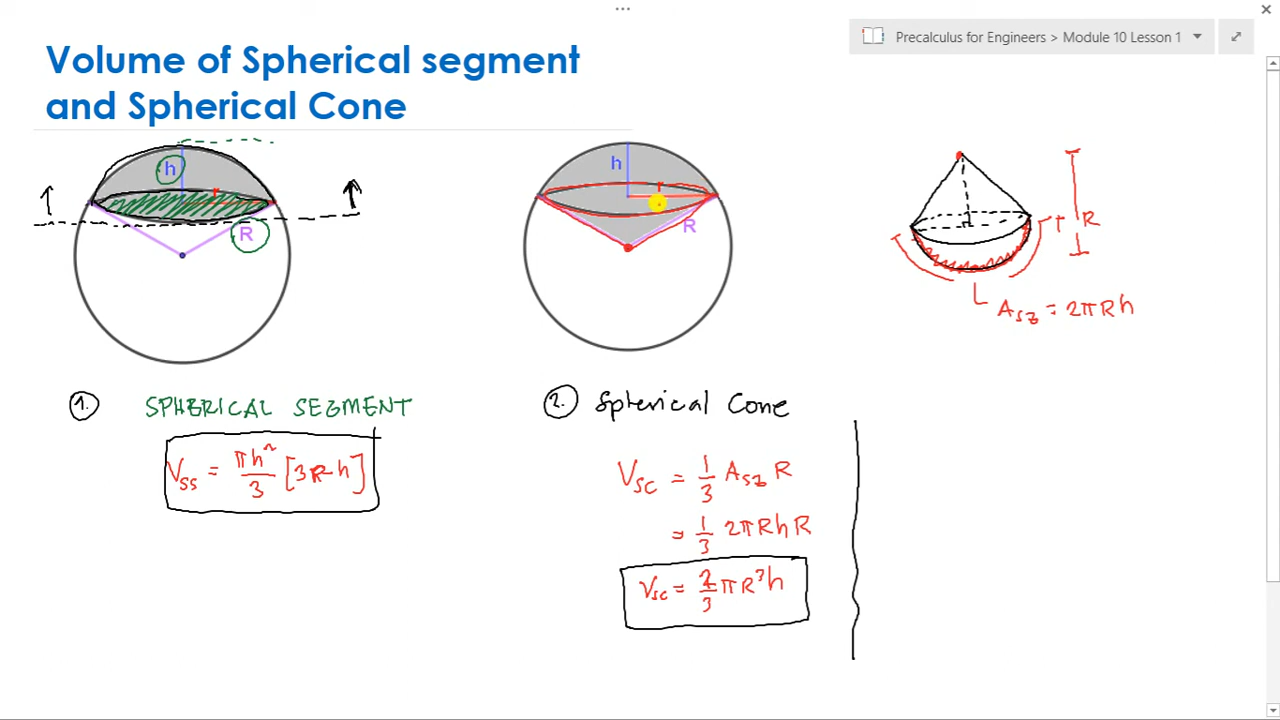 Precalculus for Engineers > Module 10 Lesson 1
Volume of Spherical segment
and Spherical Cone
h
r
R
h
r
R
R
A_SZ = 2πRh
1. SPHERICAL SEGMENT
V_SS = πh²/3 [3R-h]
2. Spherical Cone
V_SC = 1/3 A_SZ R
= 1/3 2πRhR
V_SC = 2/3 πR²h